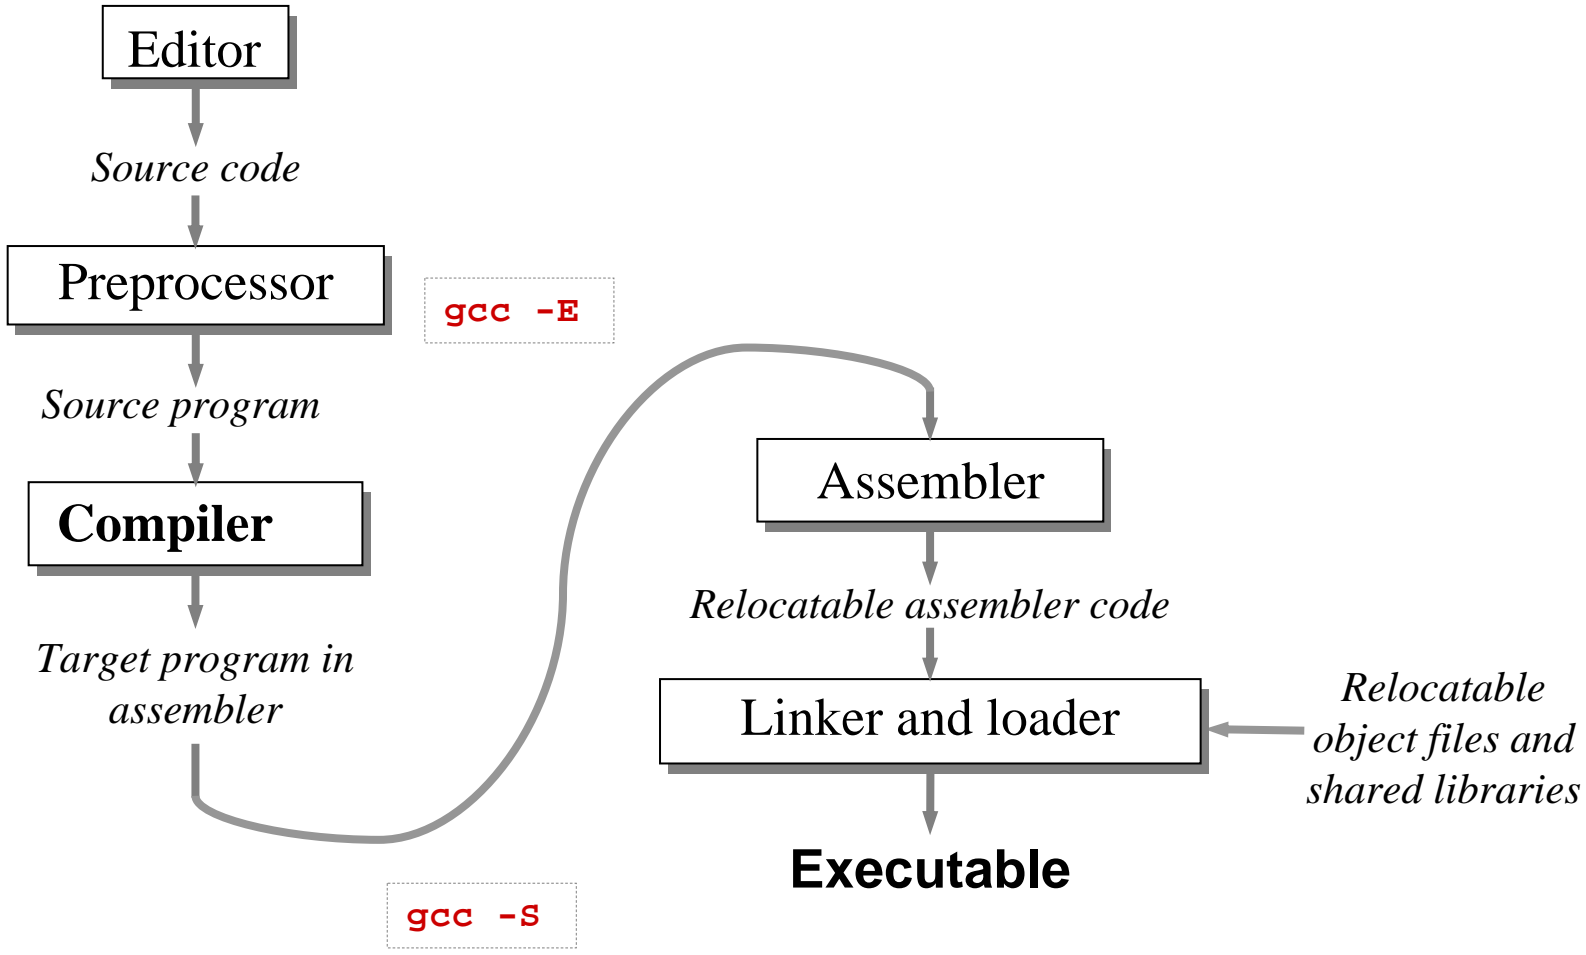 Editor
Source code
Preprocessor
gcc -E
Source program
Compiler
Target program in
assembler
gcc -S
Assembler
Relocatable assembler code
Linker and loader
Relocatable
object files and
shared libraries
Executable